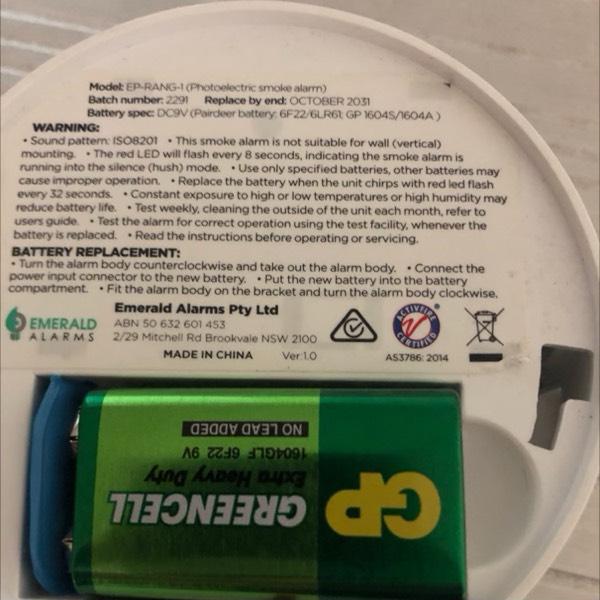 Model: EP-RANG-1 (Photoelectric smoke alarm)
Batch number: 2291 Replace by end: OCTOBER 2031
Battery spec: DC9V (Pairdeer battery: 6F22/6LR61; GP 1604S/1604A )
WARNING:
• Sound pattern: ISO8201 • This smoke alarm is not suitable for wall (vertical)
mounting. • The red LED will flash every 8 seconds, indicating the smoke alarm is
running into the silence (hush) mode. • Use only specified batteries, other batteries may
cause improper operation. • Replace the battery when the unit chirps with red led flash
every 32 seconds. • Constant exposure to high or low temperatures or high humidity may
reduce battery life. • Test weekly, cleaning the outside of the unit each month, refer to
users guide. • Test the alarm for correct operation using the test facility, whenever the
battery is replaced. • Read the instructions before operating or servicing.
BATTERY REPLACEMENT:
• Turn the alarm body counterclockwise and take out the alarm body. • Connect the
power input connector to the new battery. • Put the new battery into the battery
compartment. • Fit the alarm body on the bracket and turn the alarm body clockwise.
EMERALD
ALARMS
Emerald Alarms Pty Ltd
ABN 50 632 601 453
2/29 Mitchell Rd Brookvale NSW 2100
MADE IN CHINA Ver:1.0
ACTIVFIRE
CERTIFIED
AS3786: 2014
GP
GREENCELL
Extra Heavy Duty
1604GLF 6F22 9V
NO LEAD ADDED